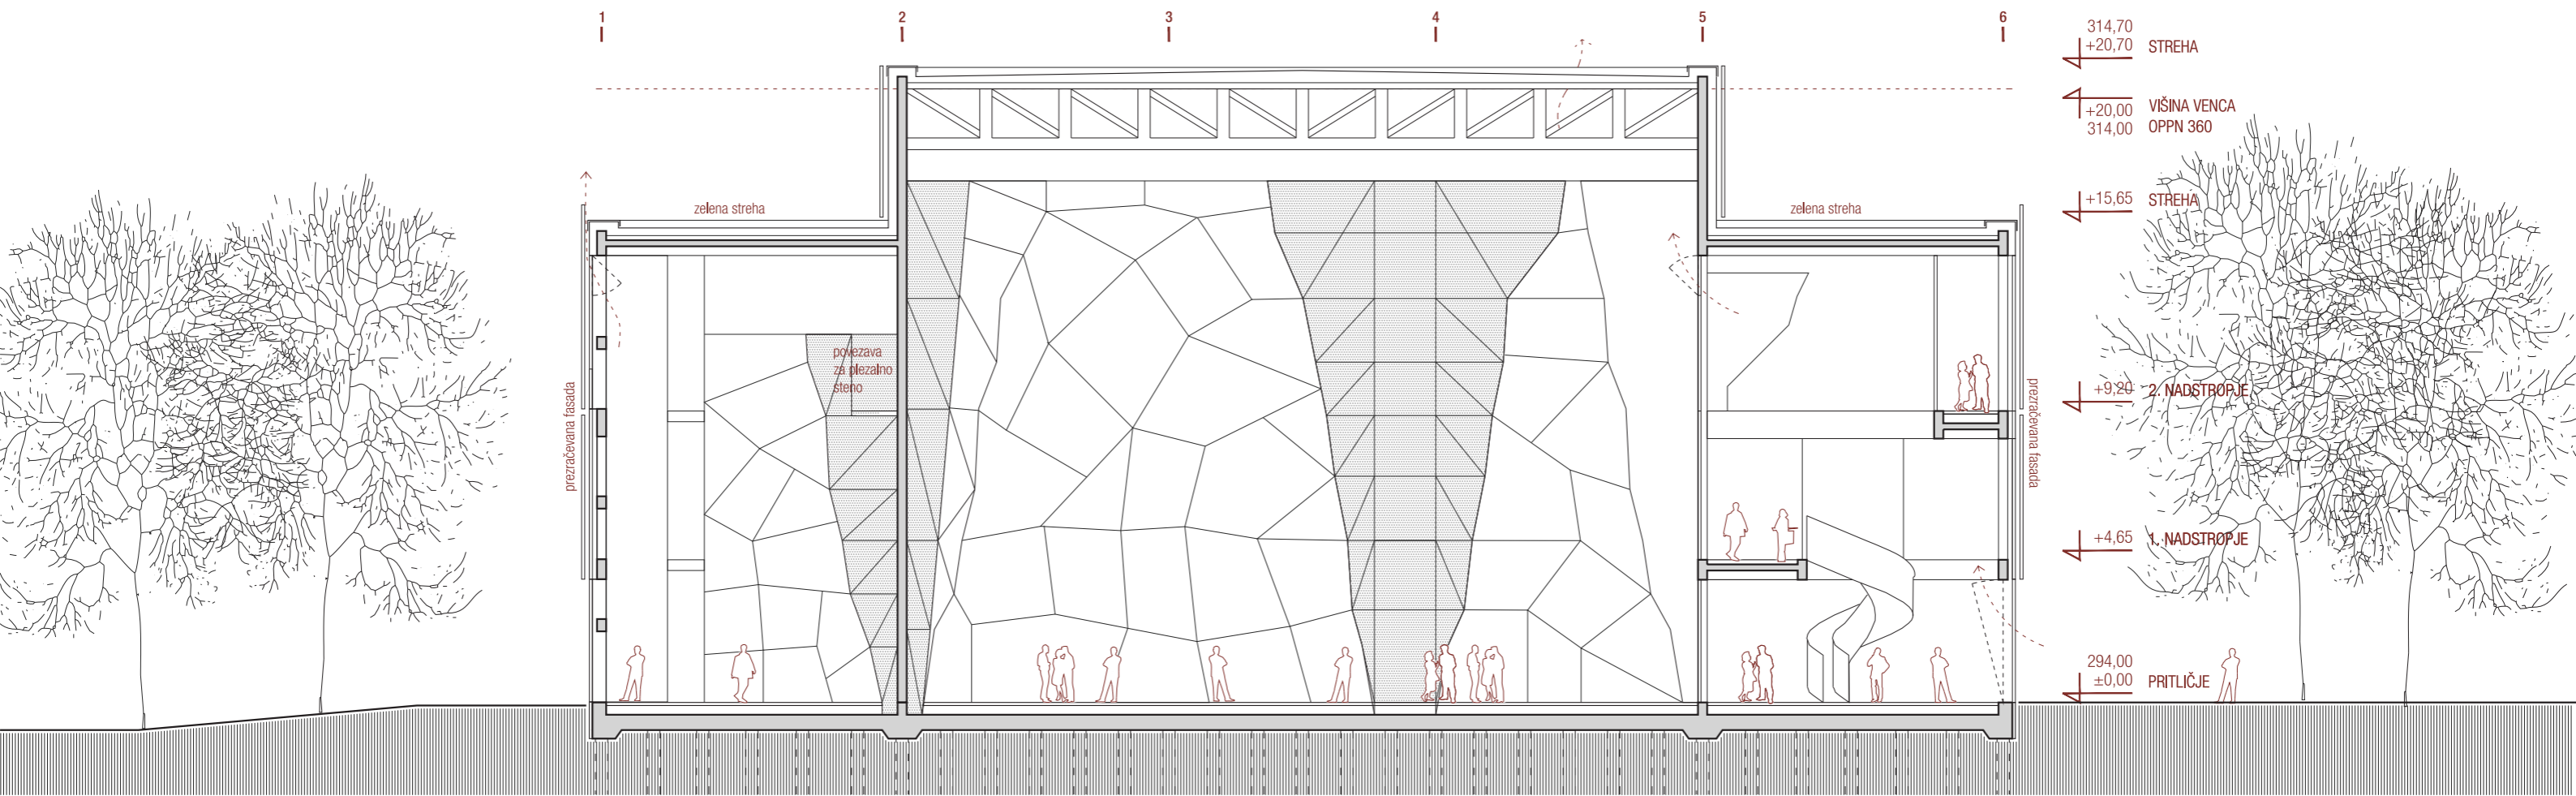 1 2 3 4 5 6
314,70
+20,70 STREHA
VIŠINA VENCA
+20,00
314,00 OPPN 360
zelena streha
zelena streha
+15,65 STREHA
povezava
za plezalno
steno
prezračevana fasada
prezračevana fasada
+9,20 2. NADSTROPJE
+4,65 1. NADSTROPJE
294,00
±0,00 PRITLIČJE